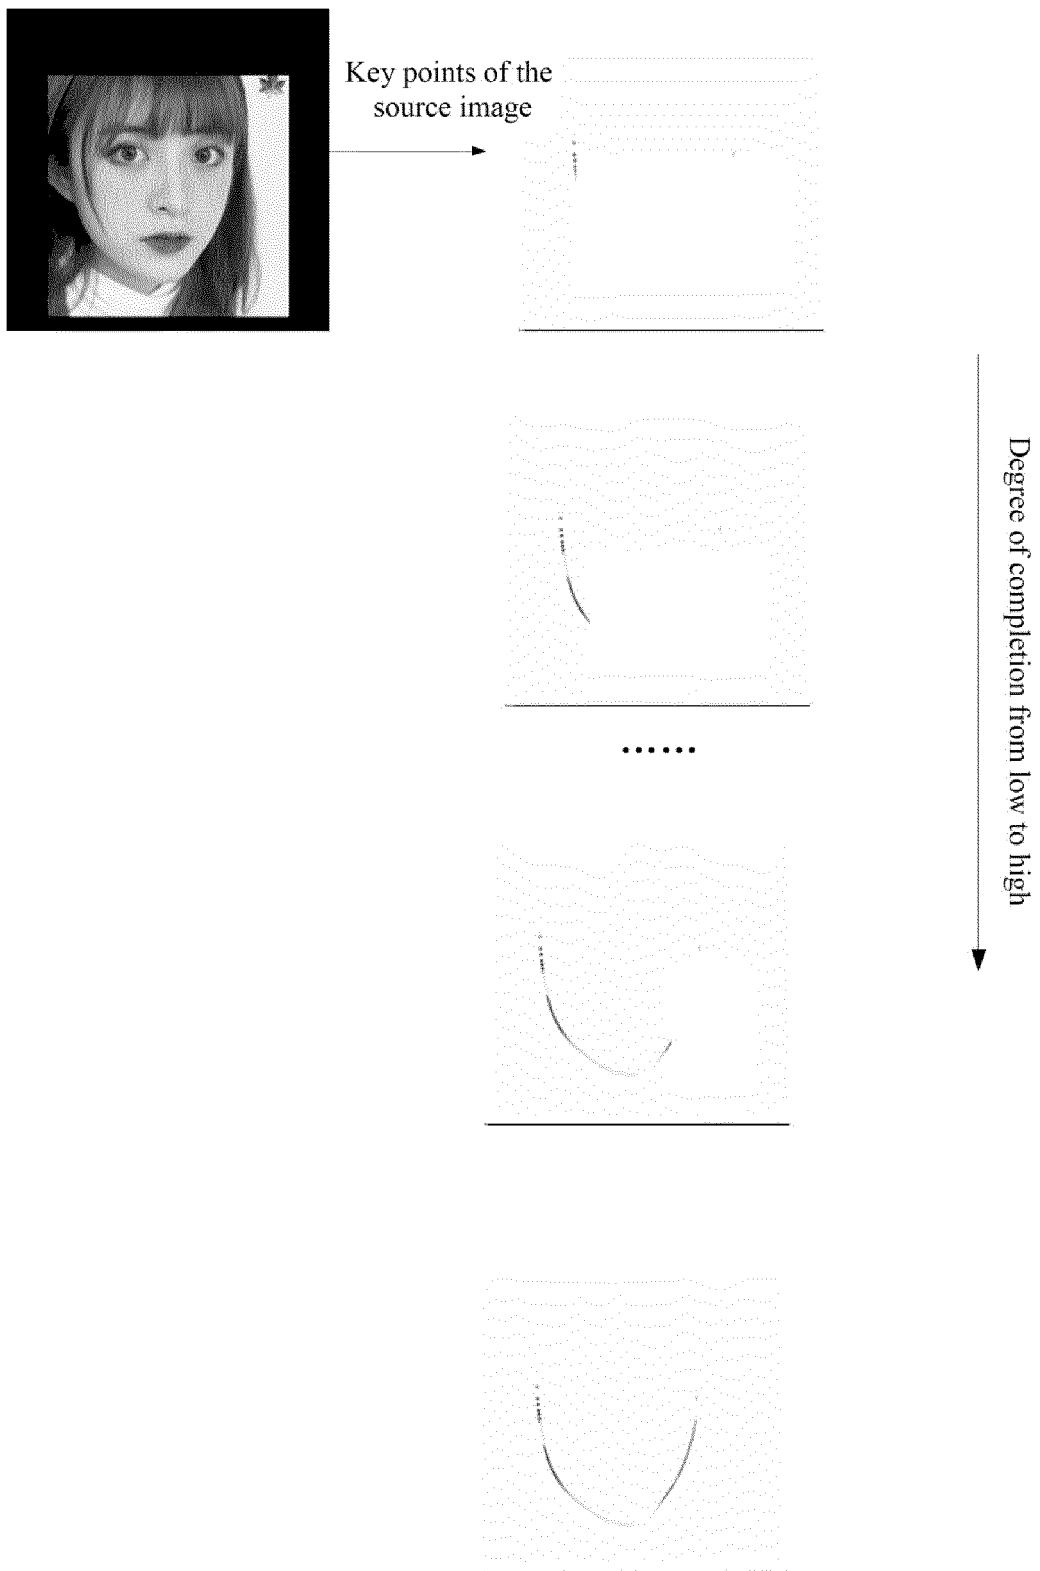 Key points of the
source image
Degree of completion from low to high